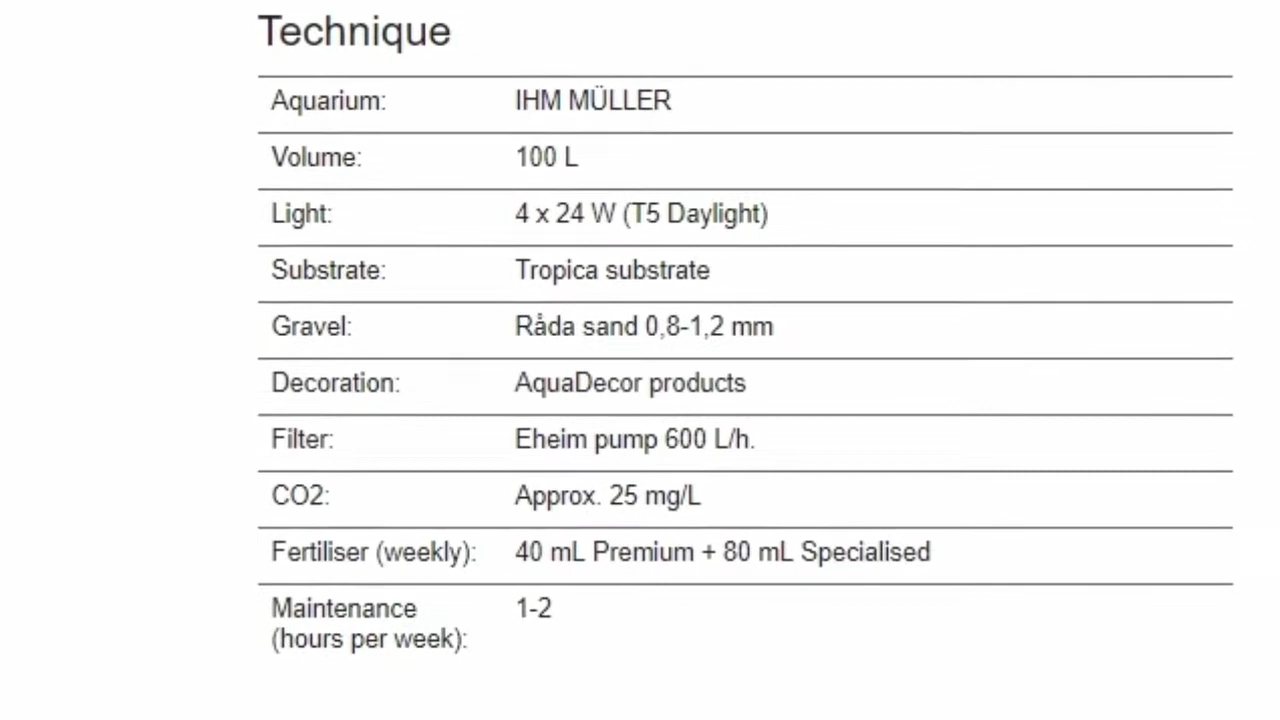 Technique
Aquarium: IHM MÜLLER
Volume: 100 L
Light: 4 x 24 W (T5 Daylight)
Substrate: Tropica substrate
Gravel: Råda sand 0,8-1,2 mm
Decoration: AquaDecor products
Filter: Eheim pump 600 L/h.
CO2: Approx. 25 mg/L
Fertiliser (weekly): 40 mL Premium + 80 mL Specialised
Maintenance 1-2
(hours per week):